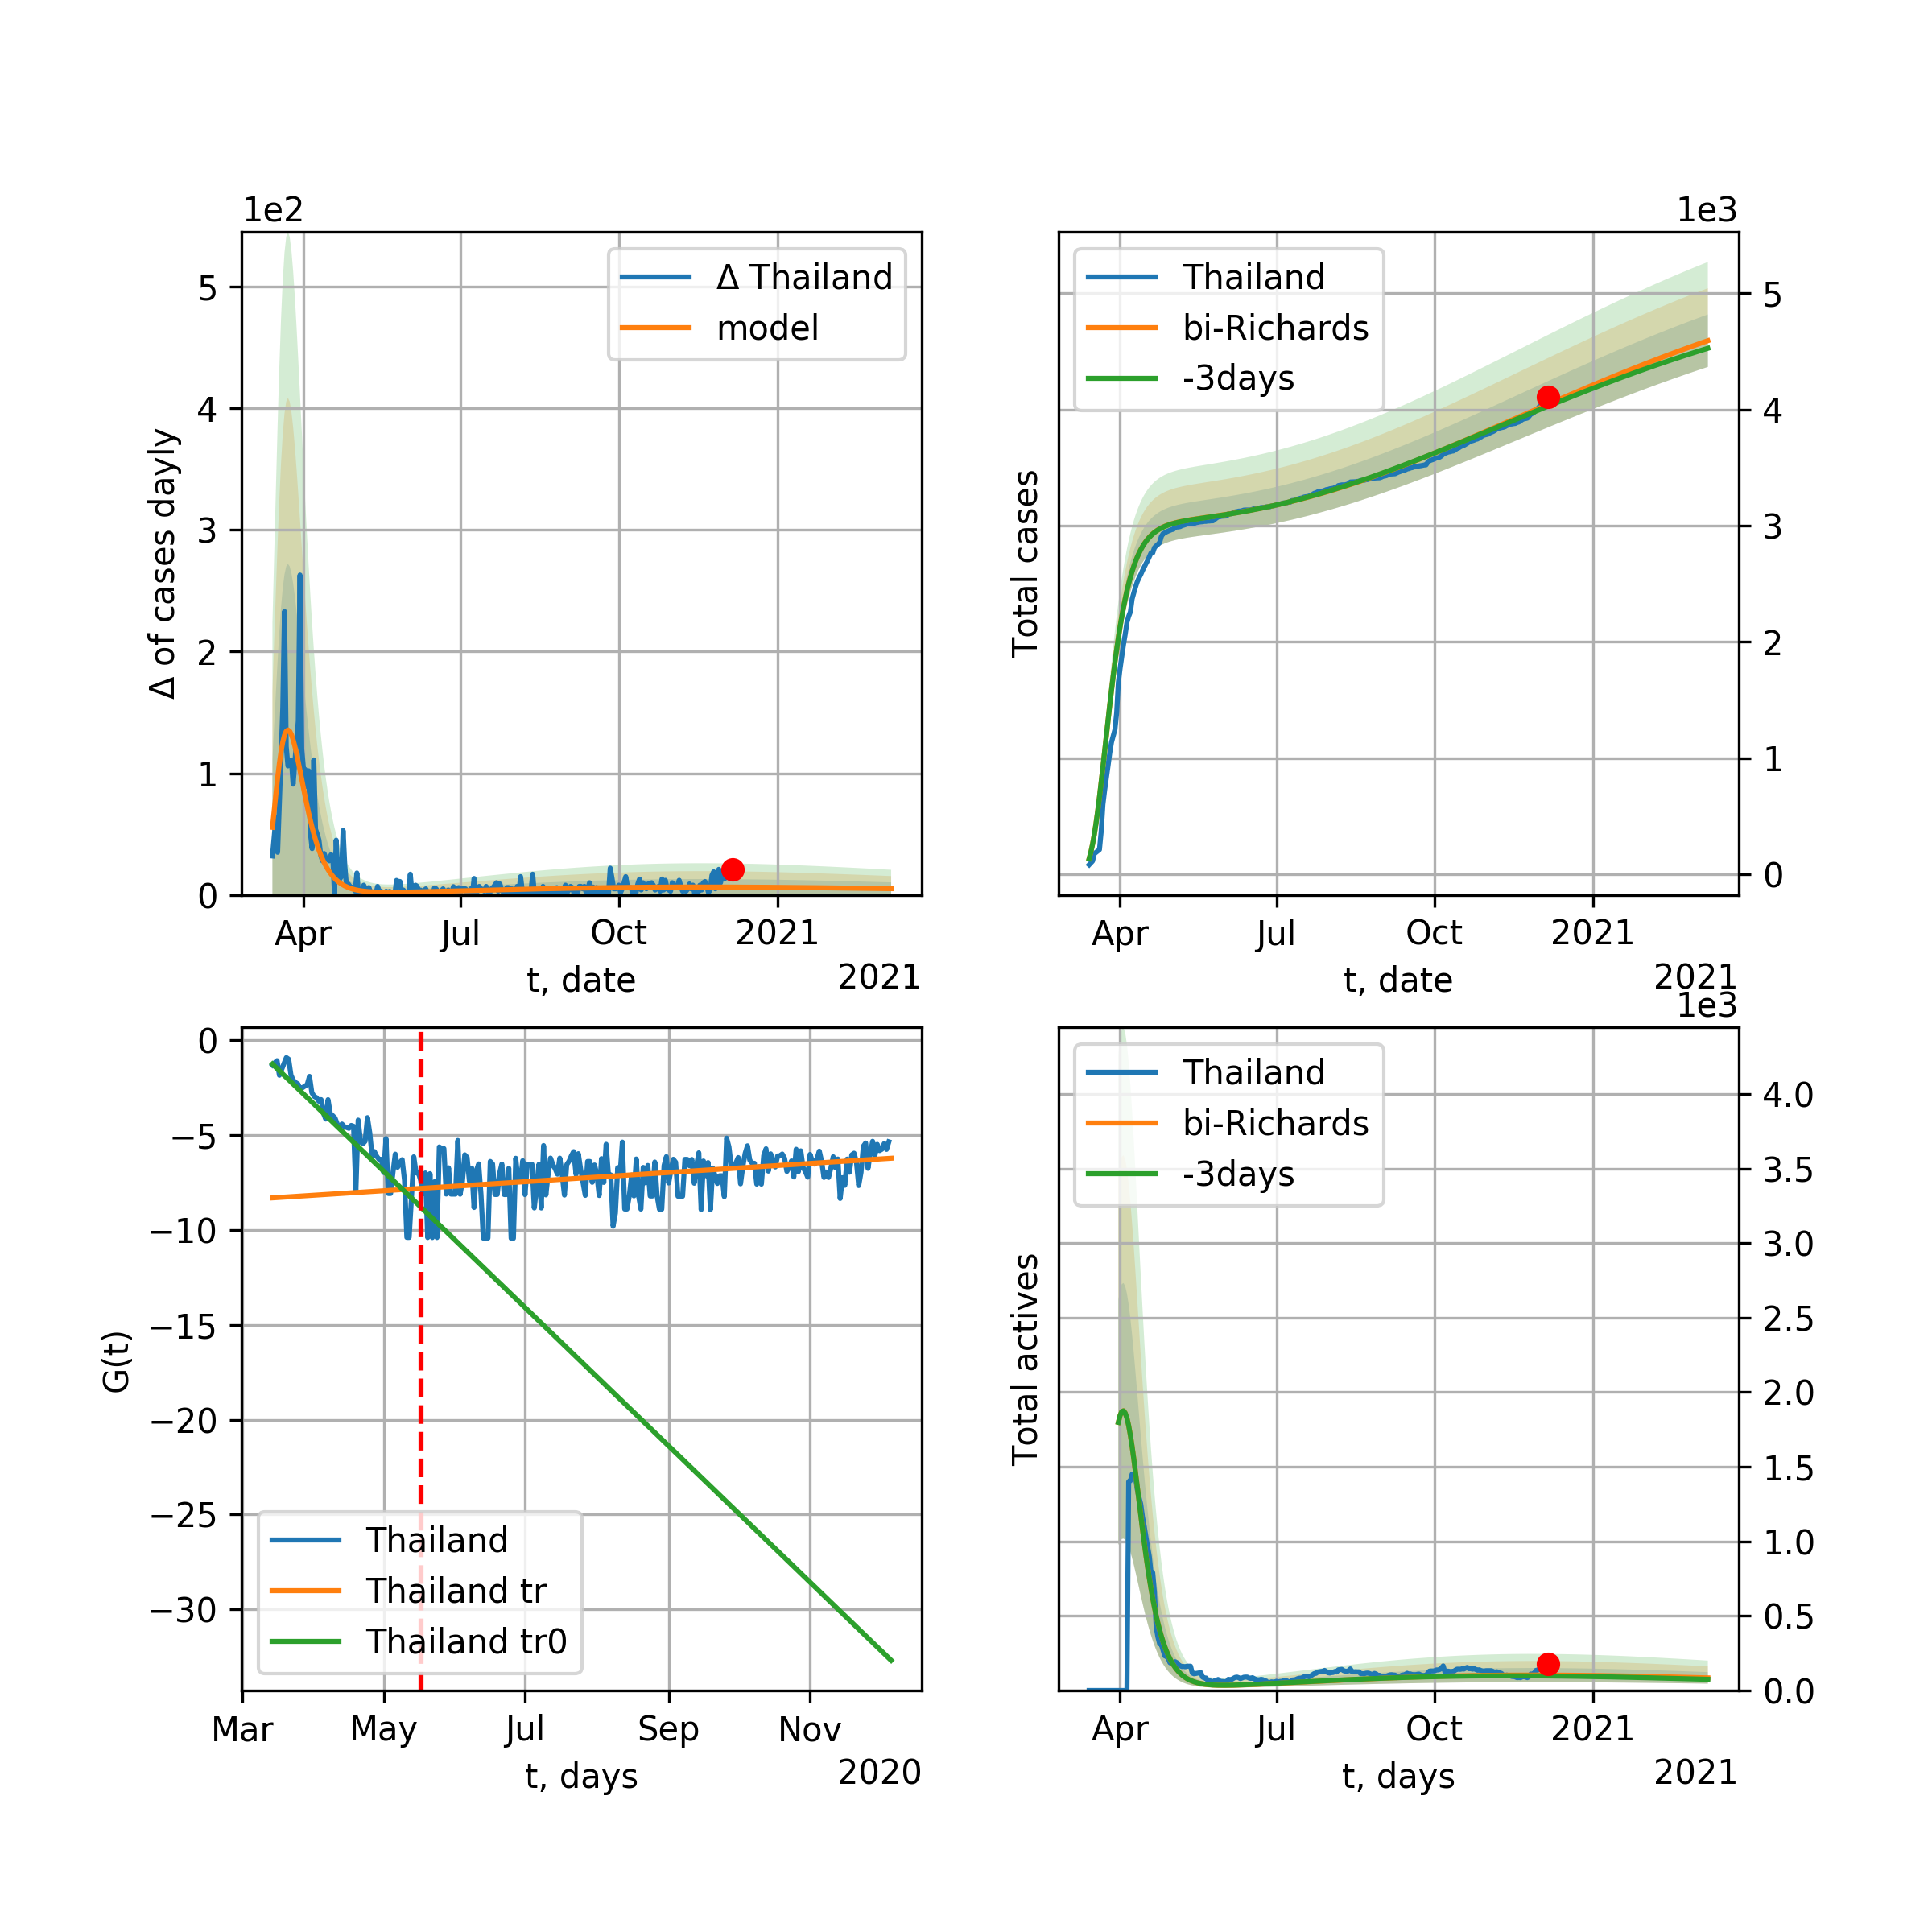 1e2
Δ of cases dayly
5
4
3
2
1
0
Δ Thailand
model
Apr
Jul
Oct
2021
t, date
2021
1e3
Total cases
Thailand
bi-Richards
-3days
5
4
3
2
1
0
Apr
Jul
Oct
2021
t, date
2021
G(t)
0
−5
−10
−15
−20
−25
−30
Thailand
Thailand tr
Thailand tr0
Mar
May
Jul
Sep
Nov
t, days
2020
1e3
Total actives
Thailand
bi-Richards
-3days
4.0
3.5
3.0
2.5
2.0
1.5
1.0
0.5
0.0
Apr
Jul
Oct
2021
t, days
2021